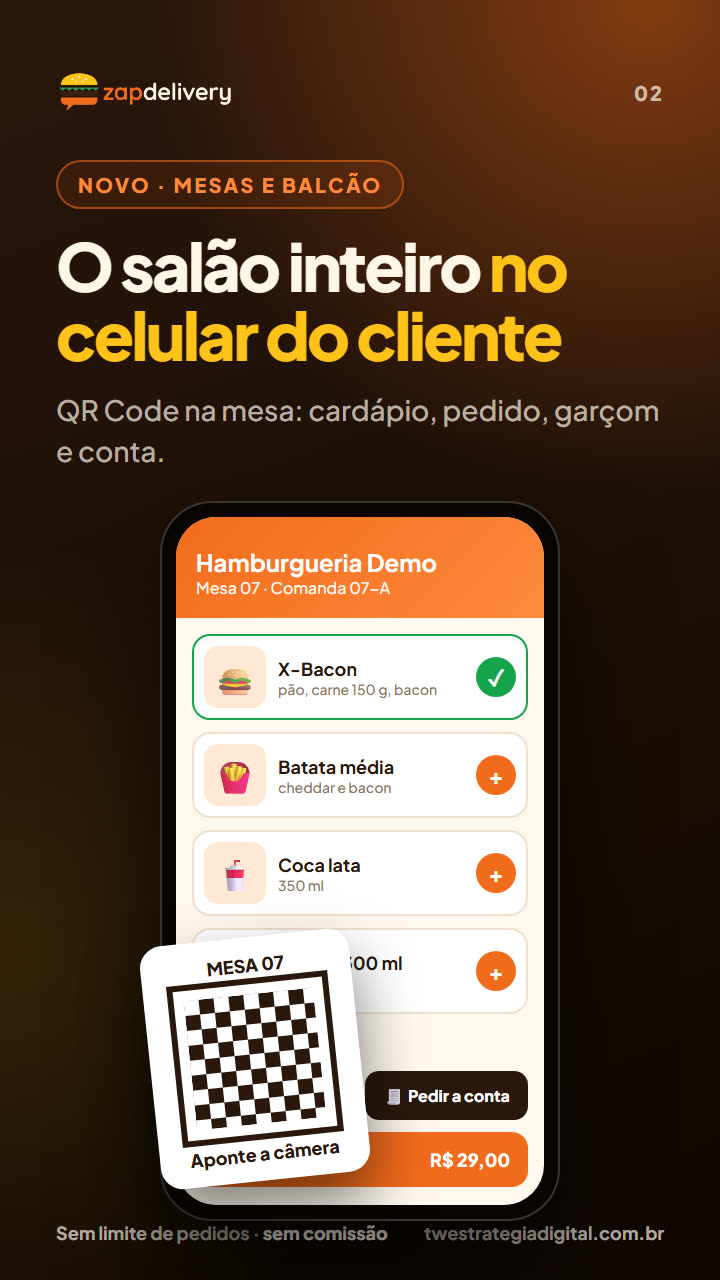 zapdelivery
02
NOVO · MESAS E BALCÃO
O salão inteiro no
celular do cliente
QR Code na mesa: cardápio, pedido, garçom
e conta.
Hamburgueria Demo
Mesa 07 · Comanda 07-A
X-Bacon
pão, carne 150 g, bacon
Batata média
cheddar e bacon
Coca lata
350 ml
00 ml
MESA 07
Aponte a câmera
Pedir a conta
R$ 29,00
Sem limite de pedidos · sem comissão
twestrategiadigital.com.br